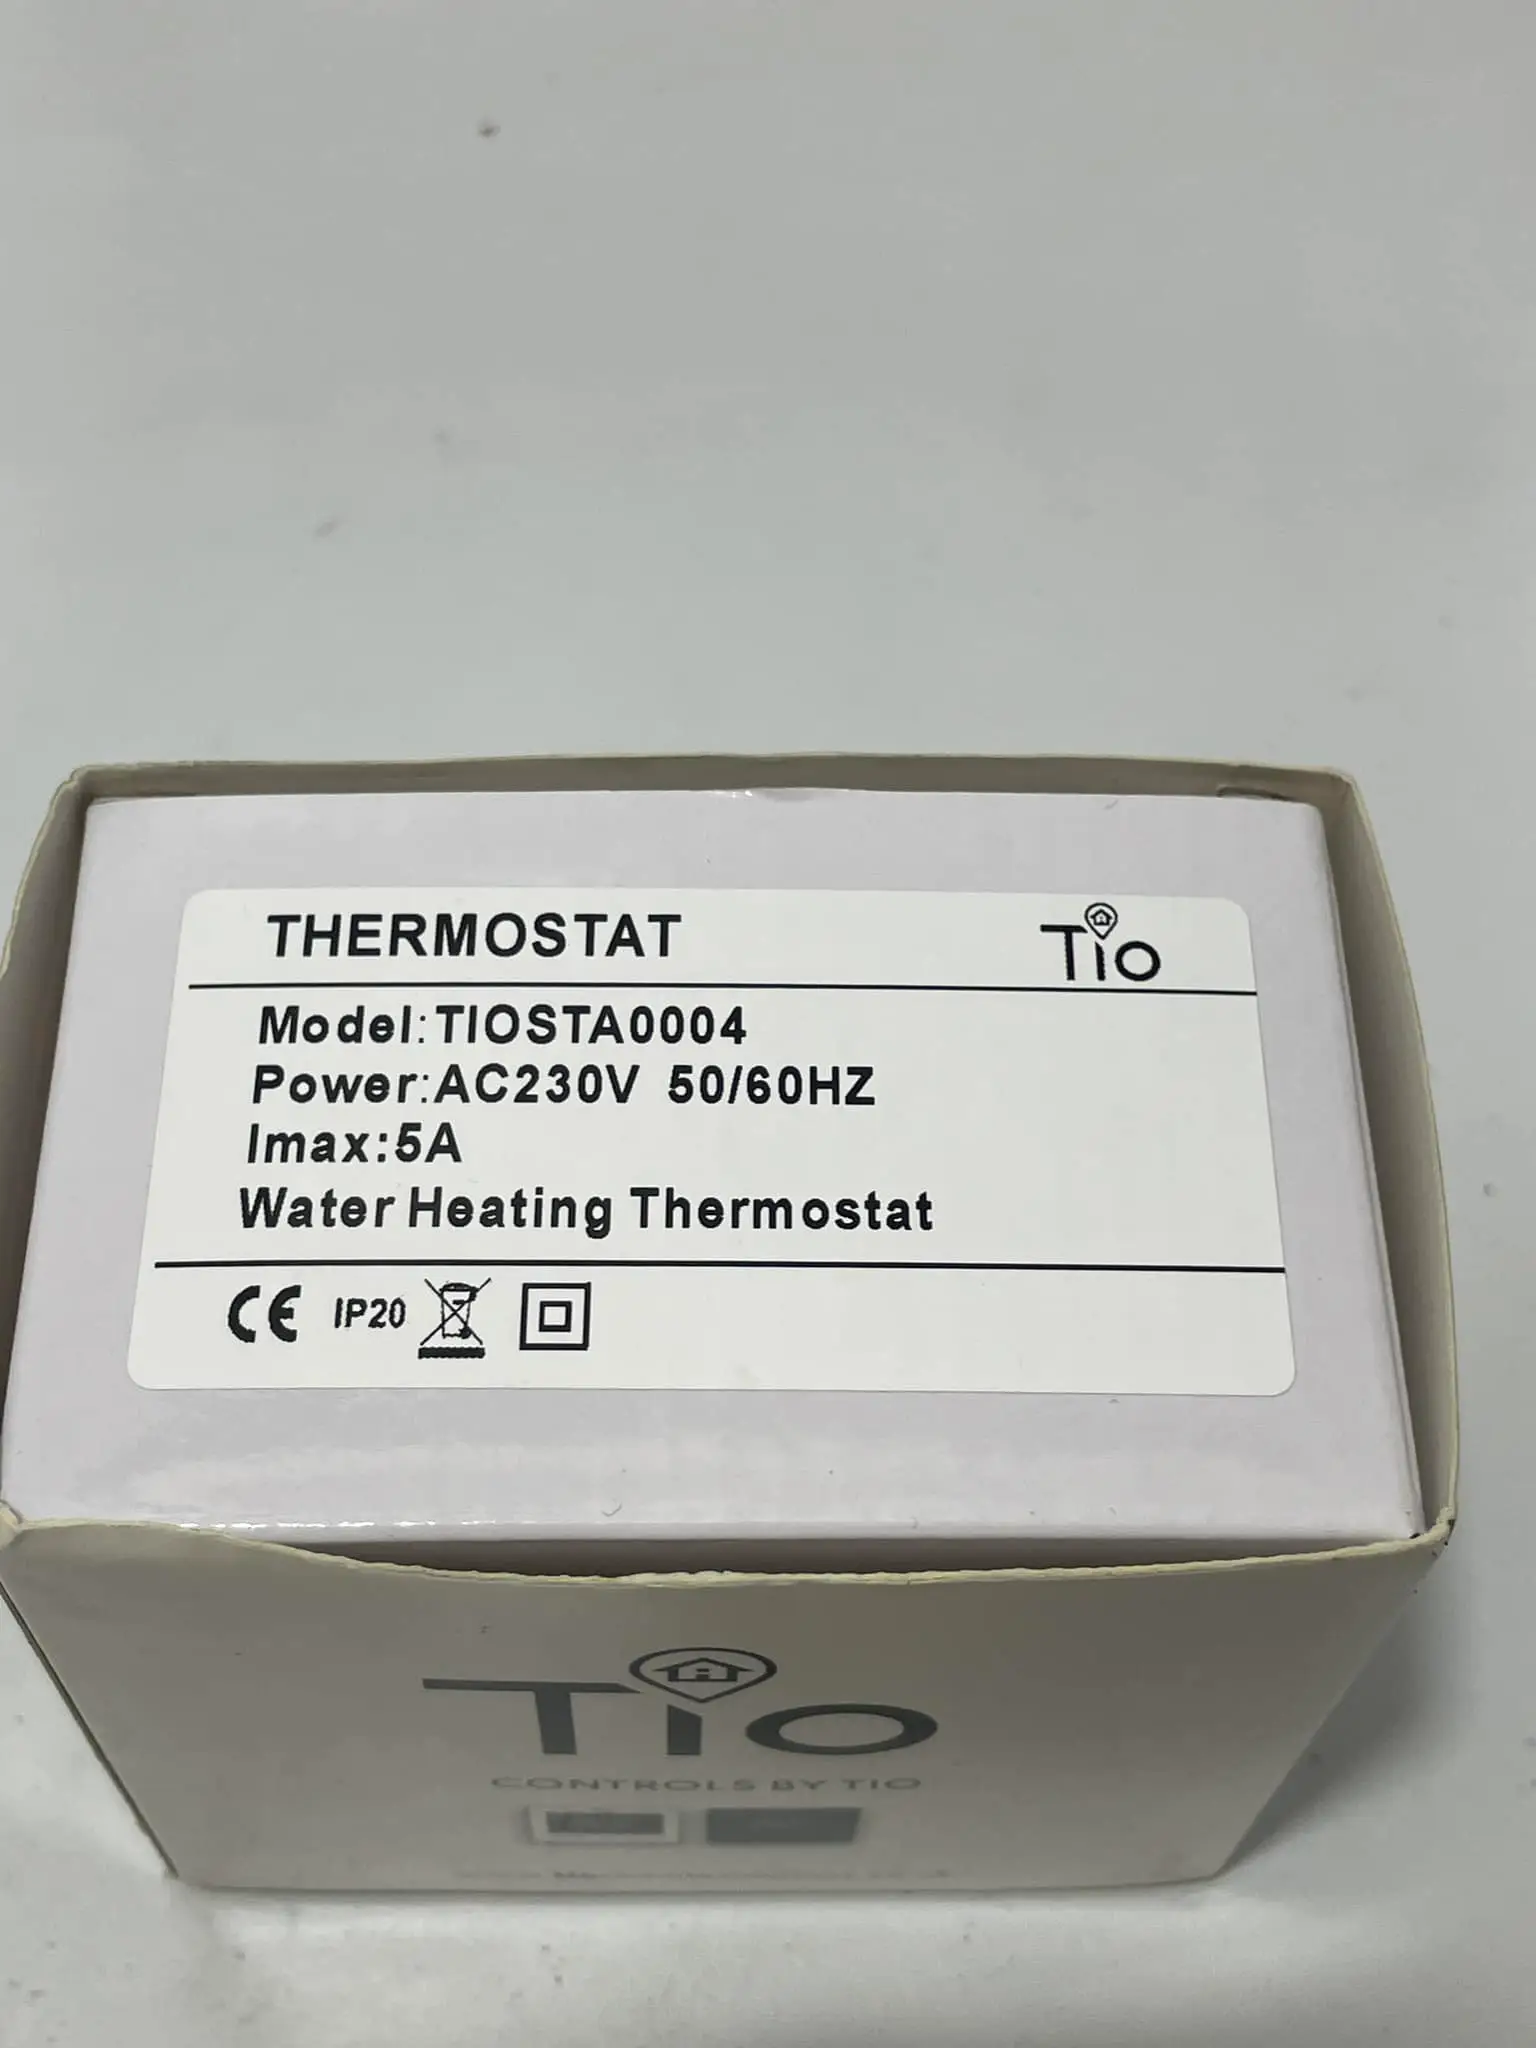 THERMOSTAT
Tio
Model:TIOSTA0004
Power:AC230V 50/60HZ
Imax:5A
Water Heating Thermostat
CE IP20
Tio
CONTROLS BY TIO